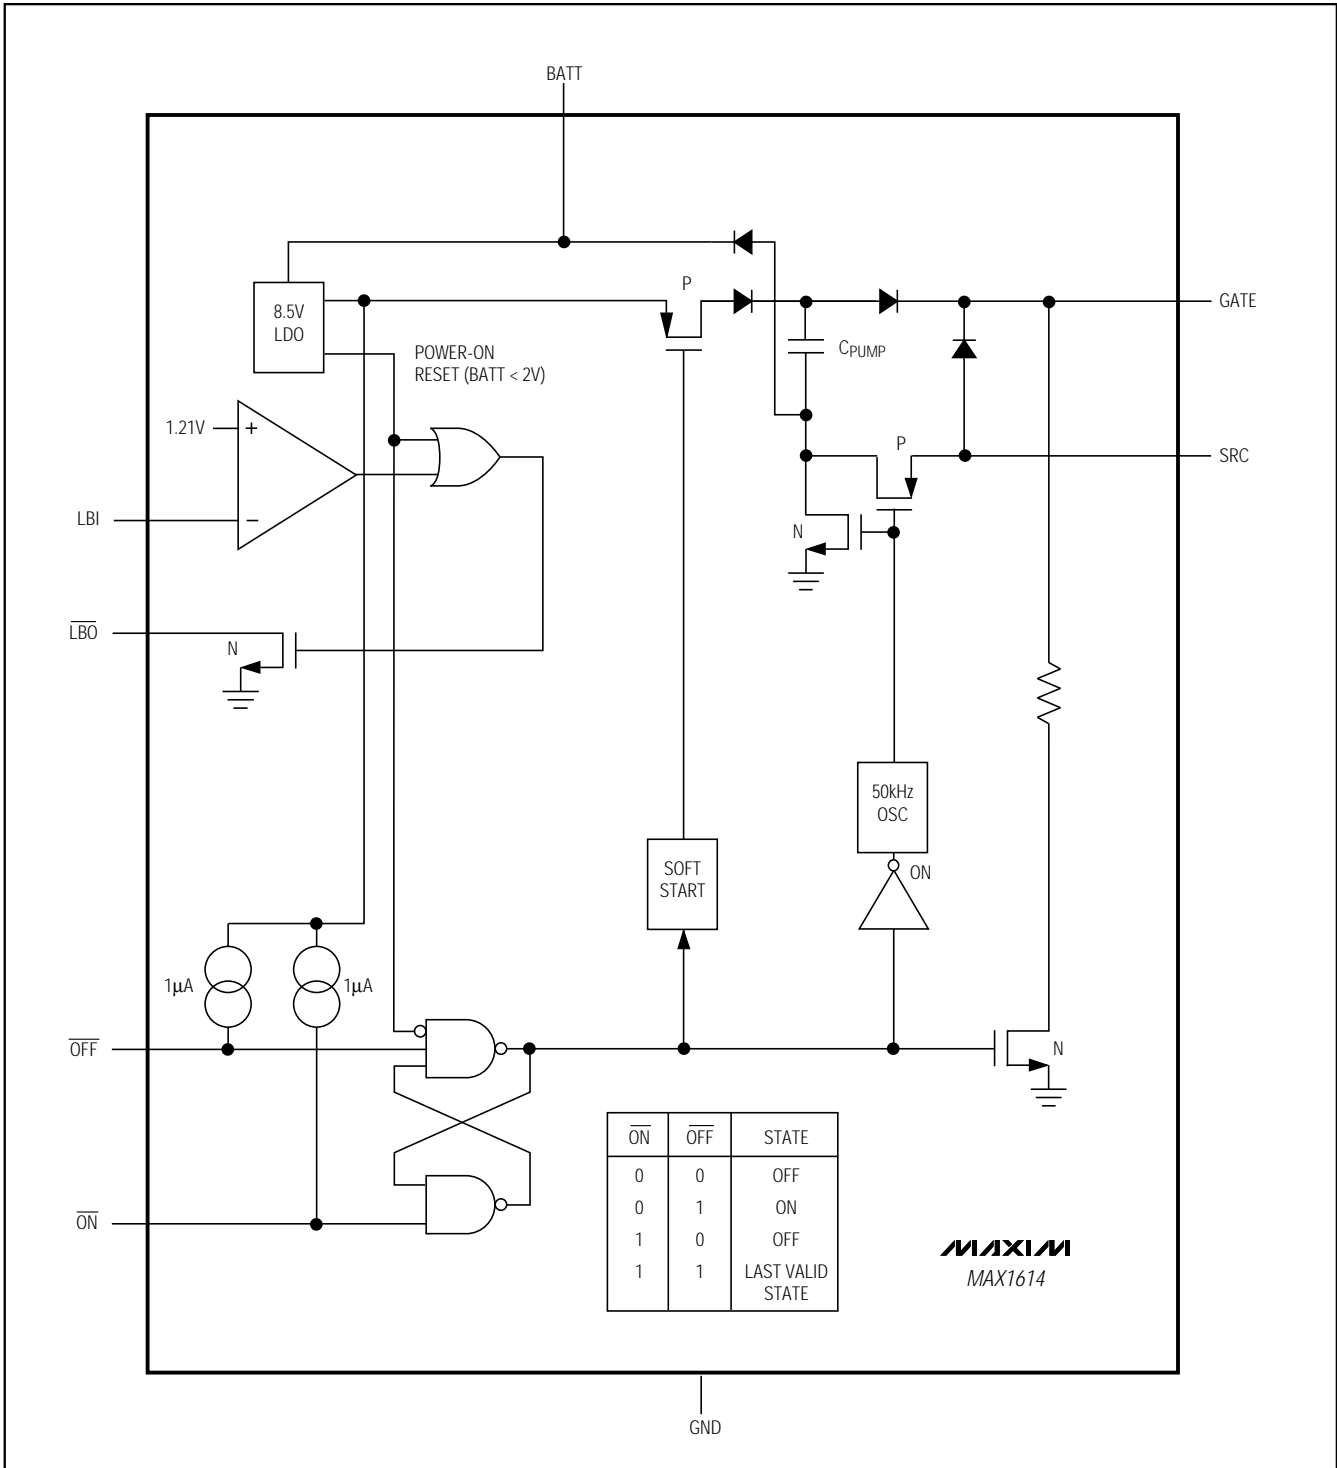 BATT
8.5V
LDO
POWER-ON
RESET (BATT < 2V)
P
CPUMP
GATE
1.21V
+
−
P
SRC
LBI
N
LBO
N
50kHz
OSC
ON
SOFT
START
1µA
1µA
OFF
N
ON OFF STATE
0 0 OFF
0 1 ON
1 0 OFF
1 1 LAST VALID
STATE
ON
MAXIM
MAX1614
GND